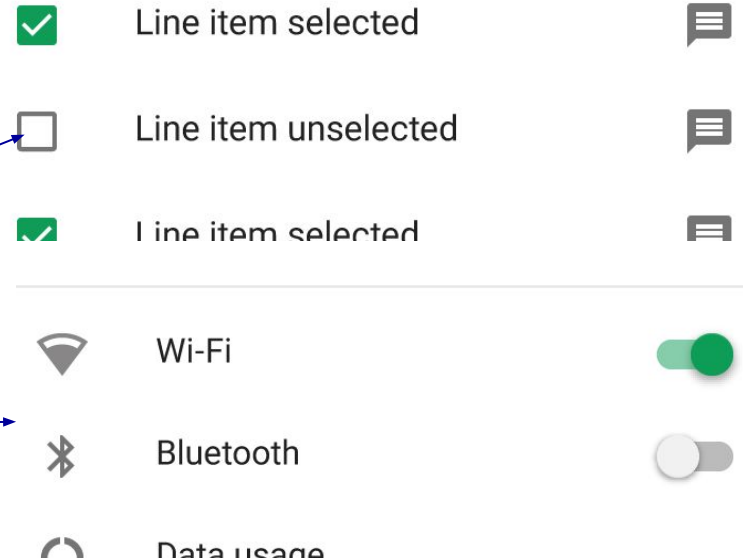 Line item selected
Line item unselected
Line item selected
Wi-Fi
Bluetooth
Data usage